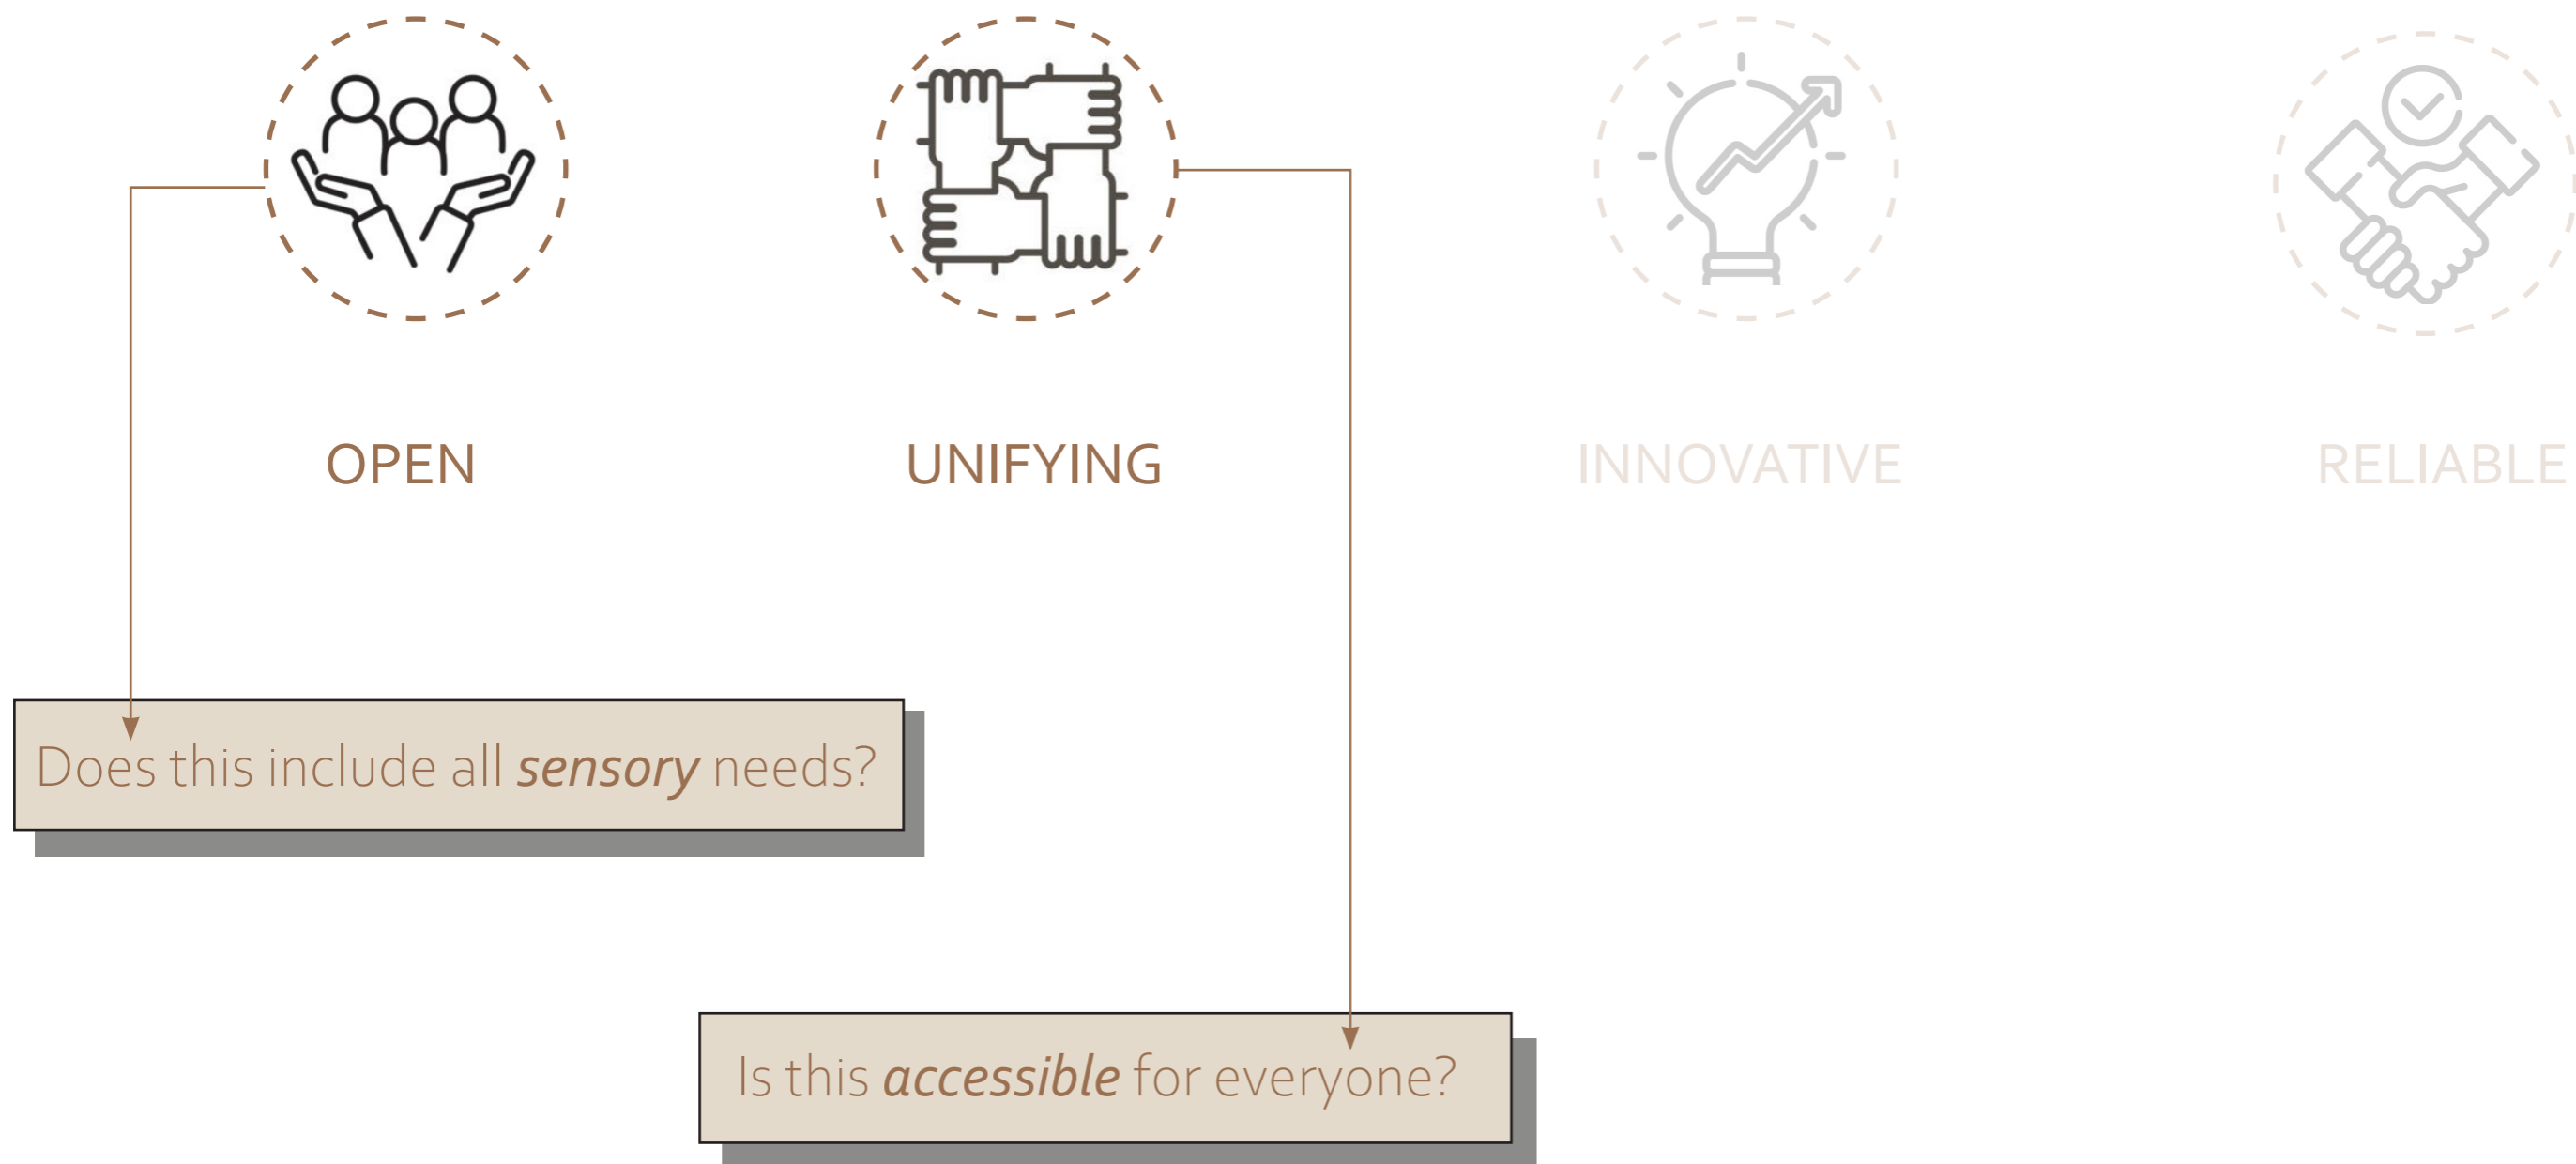 OPEN
UNIFYING
INNOVATIVE
RELIABLE
Does this include all sensory needs?
Is this accessible for everyone?